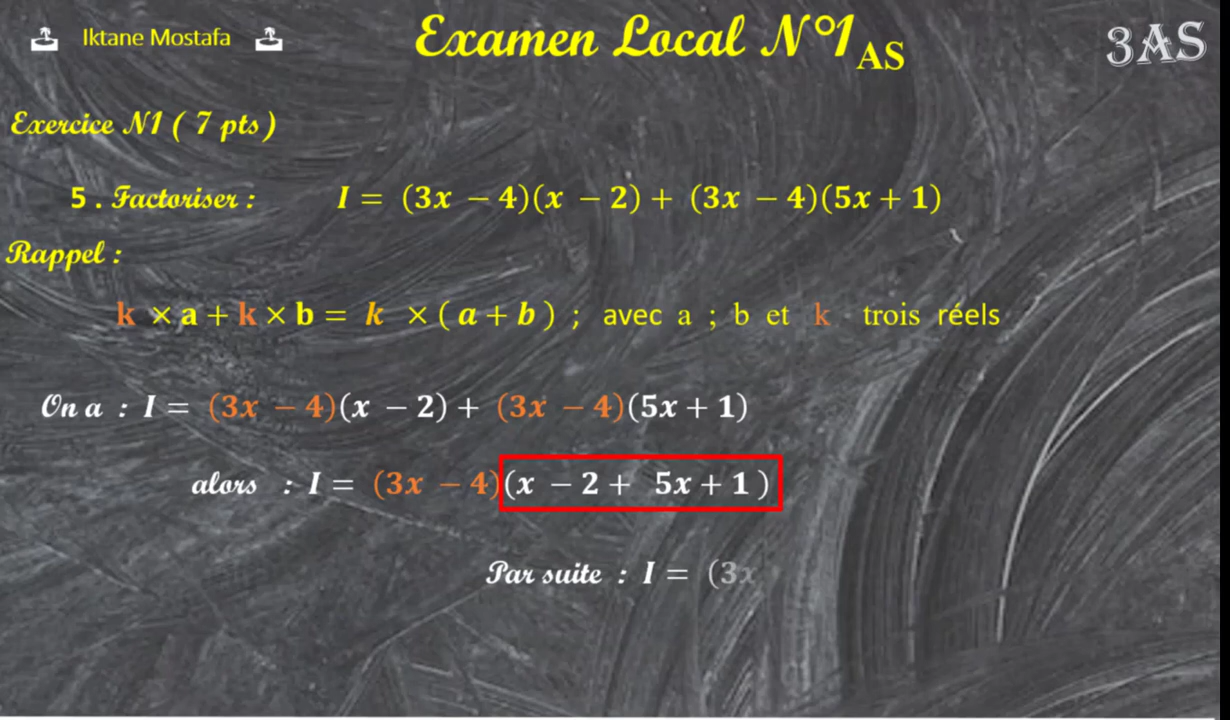 Iktane Mostafa
Examen Local N°1 AS
3AS
Exercice N1 ( 7 pts )
5 . Factoriser : I = (3x − 4)(x − 2) + (3x − 4)(5x + 1)
Rappel :
k × a + k × b = k × ( a + b ) ; avec a ; b et k trois réels
On a : I = (3x − 4)(x − 2) + (3x − 4)(5x + 1)
alors : I = (3x − 4)(x − 2 + 5x + 1 )
Par suite : I = (3x